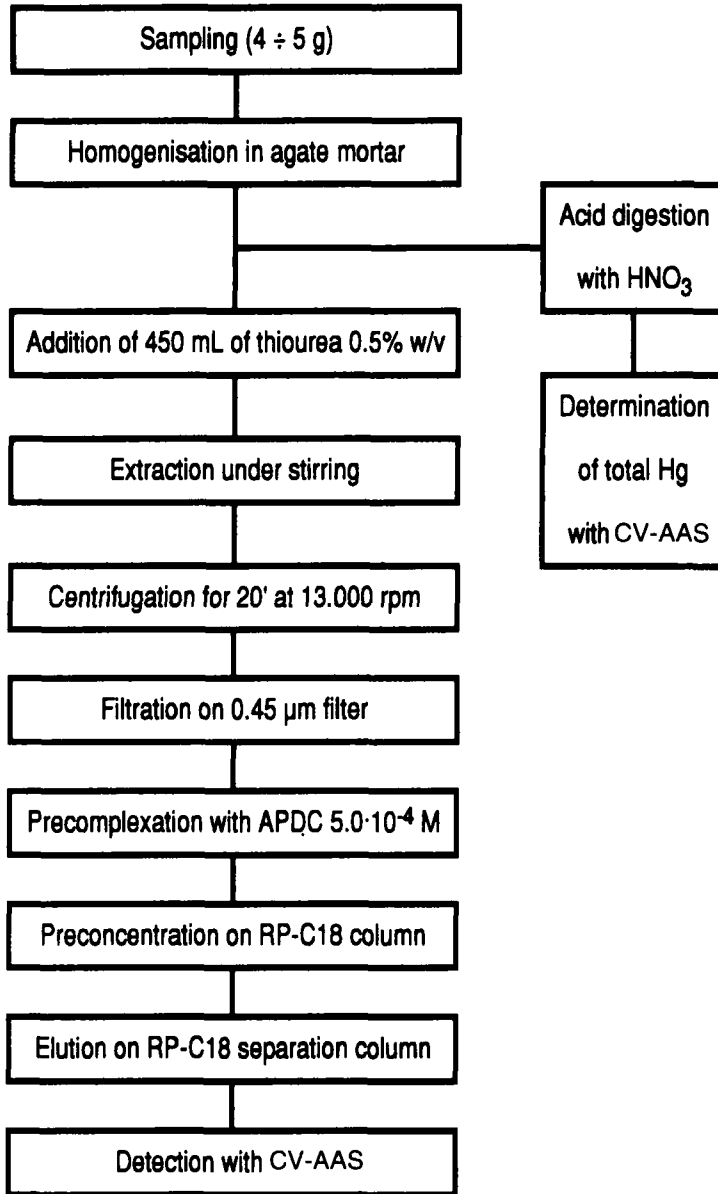 Sampling (4 ÷ 5 g)
Homogenisation in agate mortar
Acid digestion
with HNO₃
Addition of 450 mL of thiourea 0.5% w/v
Determination
of total Hg
with CV-AAS
Extraction under stirring
Centrifugation for 20' at 13.000 rpm
Filtration on 0.45 µm filter
Precomplexation with APDC 5.0·10⁻⁴ M
Preconcentration on RP-C18 column
Elution on RP-C18 separation column
Detection with CV-AAS